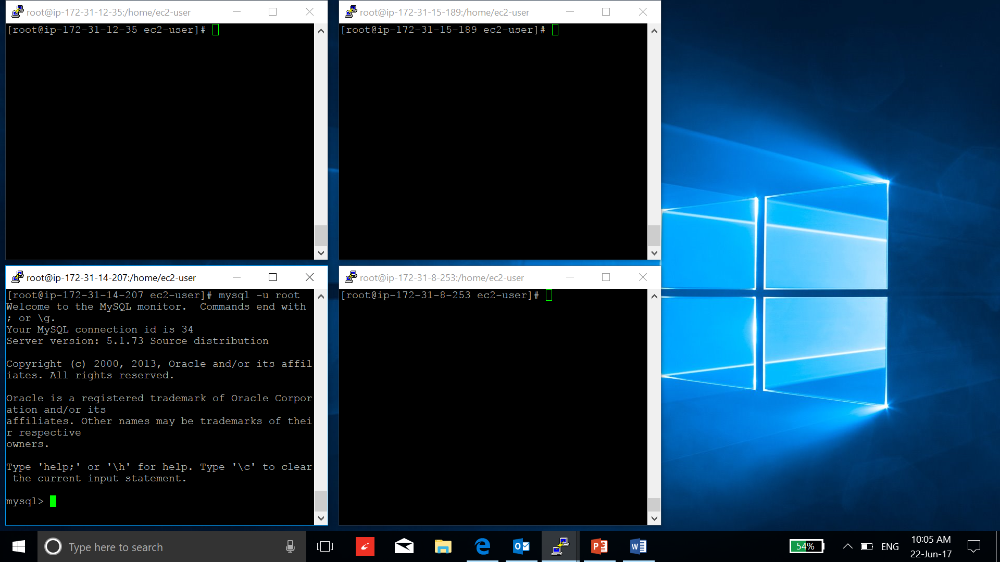 root@ip-172-31-12-35:/home/ec2-user
[root@ip-172-31-12-35 ec2-user]#
root@ip-172-31-15-189:/home/ec2-user
[root@ip-172-31-15-189 ec2-user]#
root@ip-172-31-14-207:/home/ec2-user
[root@ip-172-31-14-207 ec2-user]# mysql -u root
Welcome to the MySQL monitor.  Commands end with
; or \g.
Your MySQL connection id is 34
Server version: 5.1.73 Source distribution
Copyright (c) 2000, 2013, Oracle and/or its affil
iates. All rights reserved.
Oracle is a registered trademark of Oracle Corpor
ation and/or its
affiliates. Other names may be trademarks of thei
r respective
owners.
Type 'help;' or '\h' for help. Type '\c' to clear
 the current input statement.
mysql>
root@ip-172-31-8-253:/home/ec2-user
[root@ip-172-31-8-253 ec2-user]#
Type here to search
54%
ENG
10:05 AM
22-Jun-17